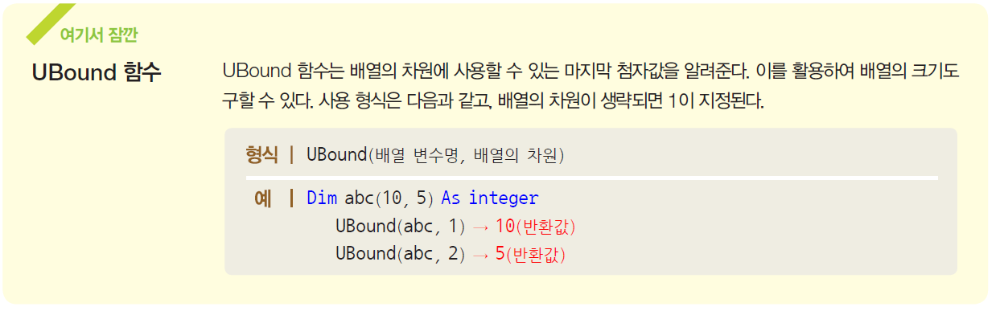 여기서 잠깐
UBound 함수
UBound 함수는 배열의 차원에 사용할 수 있는 마지막 첨자값을 알려준다. 이를 활용하여 배열의 크기도
구할 수 있다. 사용 형식은 다음과 같고, 배열의 차원이 생략되면 1이 지정된다.
형식 | UBound(배열 변수명, 배열의 차원)
예 | Dim abc(10, 5) As integer
UBound(abc, 1) → 10(반환값)
UBound(abc, 2) → 5(반환값)